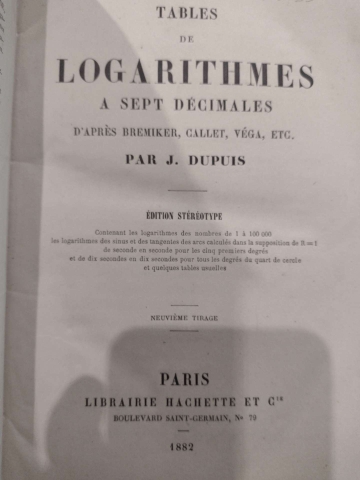 TABLES
DE
LOGARITHMES
A SEPT DÉCIMALES
D'APRÈS BREMIKER, CALLET, VÉGA, ETC.
PAR J. DUPUIS
ÉDITION STÉRÉOTYPE
Contenant les logarithmes des nombres de 1 à 100 000
les logarithmes des sinus et des tangentes des arcs calculés dans la supposition de R = 1
de seconde en seconde pour les cinq premiers degrés
et de dix secondes en dix secondes pour tous les degrés du quart de cercle
et quelques tables usuelles
NEUVIÈME TIRAGE
PARIS
LIBRAIRIE HACHETTE ET Cie
BOULEVARD SAINT-GERMAIN, No 79
1882